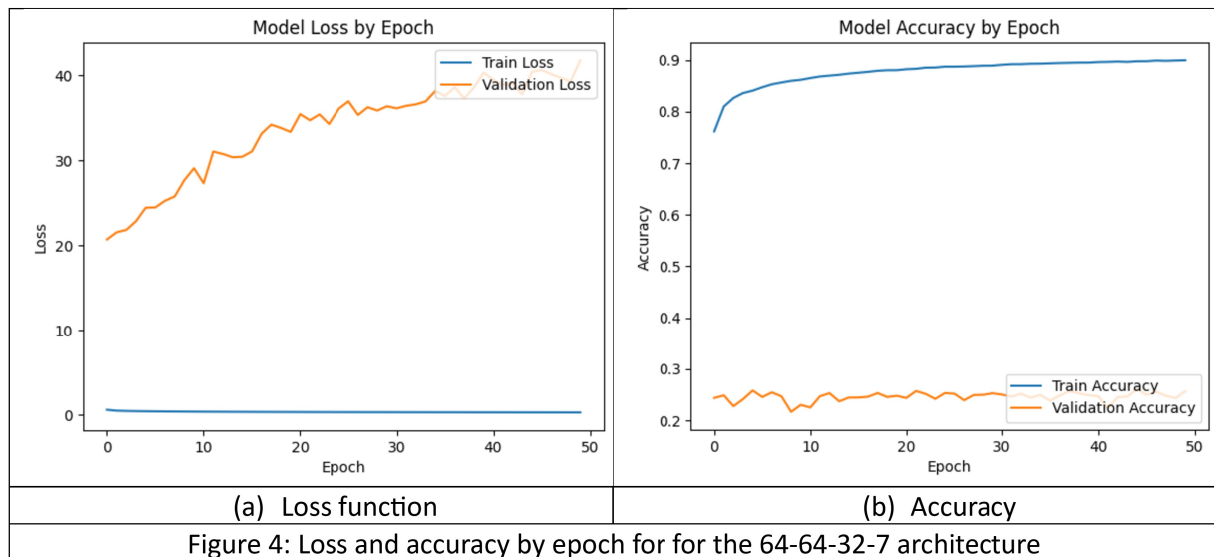 Model Loss by Epoch
Train Loss
Validation Loss
40
30
20
10
0
Loss
0 10 20 30 40 50
Epoch
Model Accuracy by Epoch
0.9
0.8
0.7
0.6
0.5
0.4
0.3
0.2
Accuracy
Train Accuracy
Validation Accuracy
0 10 20 30 40 50
Epoch
(a) Loss function
(b) Accuracy
Figure 4: Loss and accuracy by epoch for for the 64-64-32-7 architecture